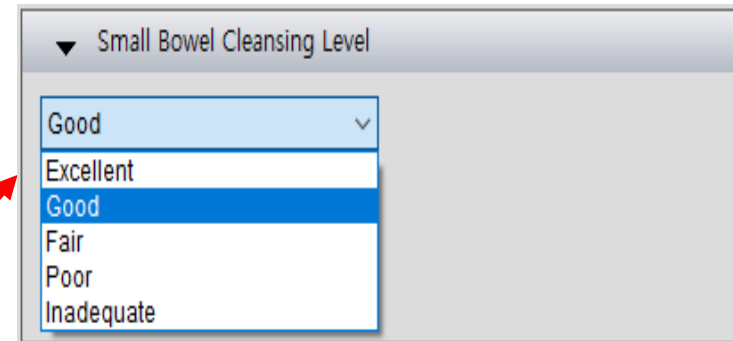 Small Bowel Cleansing Level
Good
Excellent
Good
Fair
Poor
Inadequate